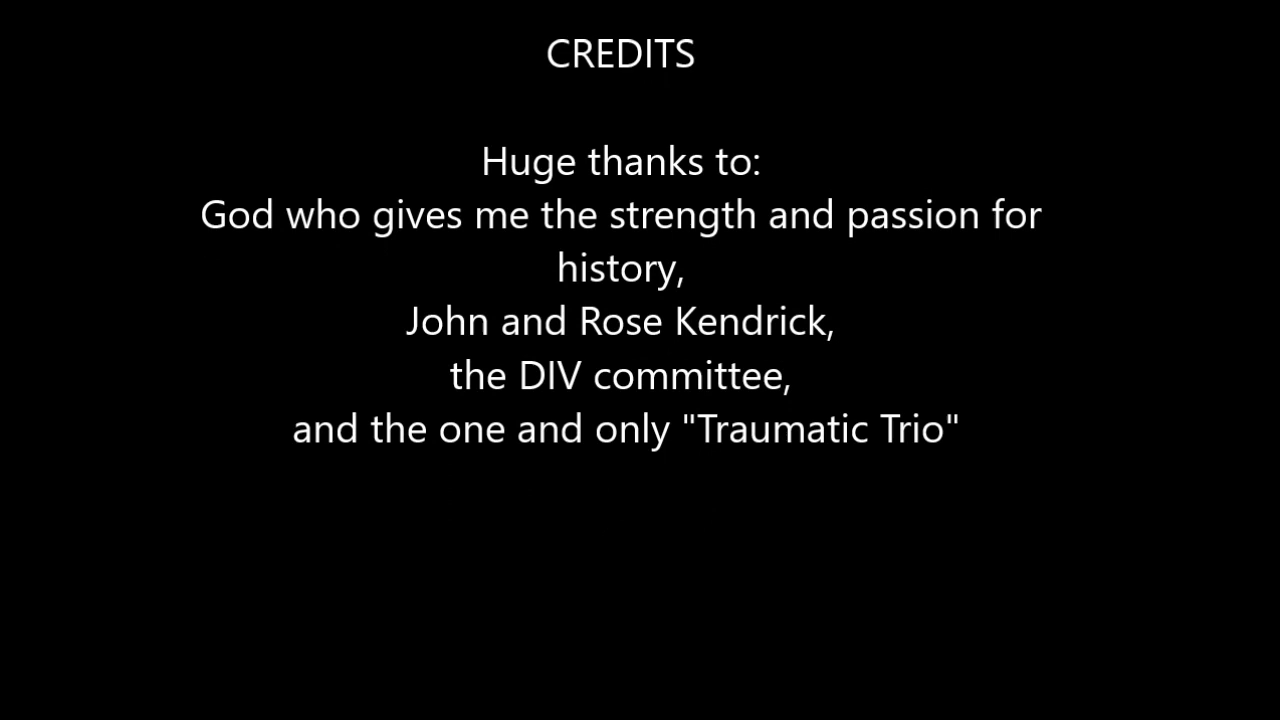 CREDITS
Huge thanks to:
God who gives me the strength and passion for
history,
John and Rose Kendrick,
the DIV committee,
and the one and only "Traumatic Trio"